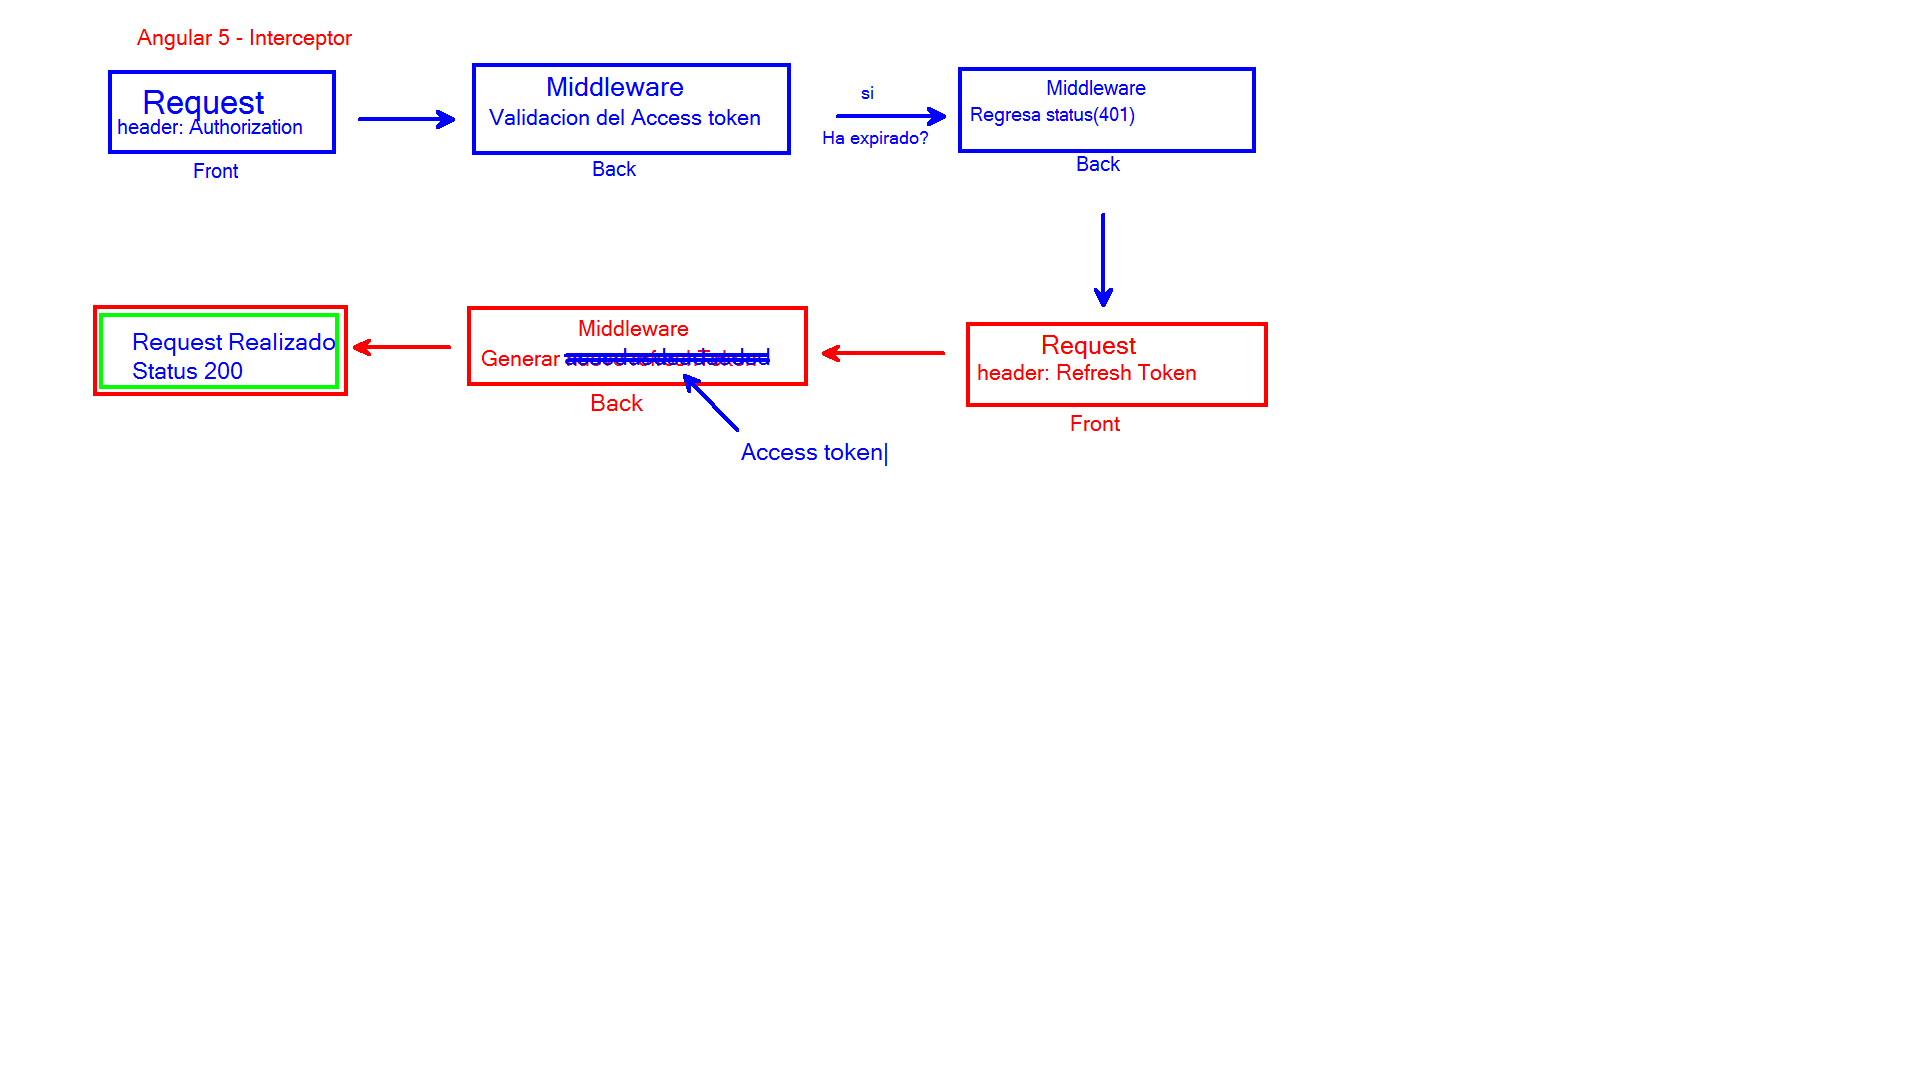 Angular 5 - Interceptor
Request
header: Authorization
Front
Middleware
Validacion del Access token
Back
si
Ha expirado?
Middleware
Regresa status(401)
Back
Request
header: Refresh Token
Front
Middleware
Generar
Back
Access token
Request Realizado
Status 200